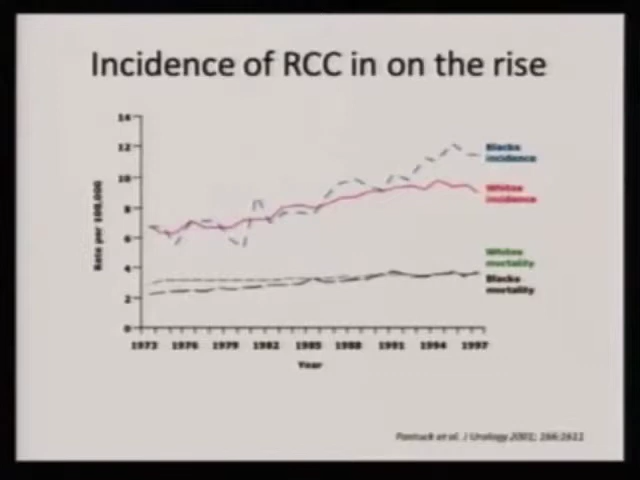 Incidence of RCC in on the rise
14
12
10
8
6
4
2
0
Rate per 100,000
Blacks
incidence
Whites
incidence
Whites
mortality
Blacks
mortality
1973 1976 1979 1982 1985 1988 1991 1994 1997
Year
Pantuck et al. J Urology 2001; 166:1611